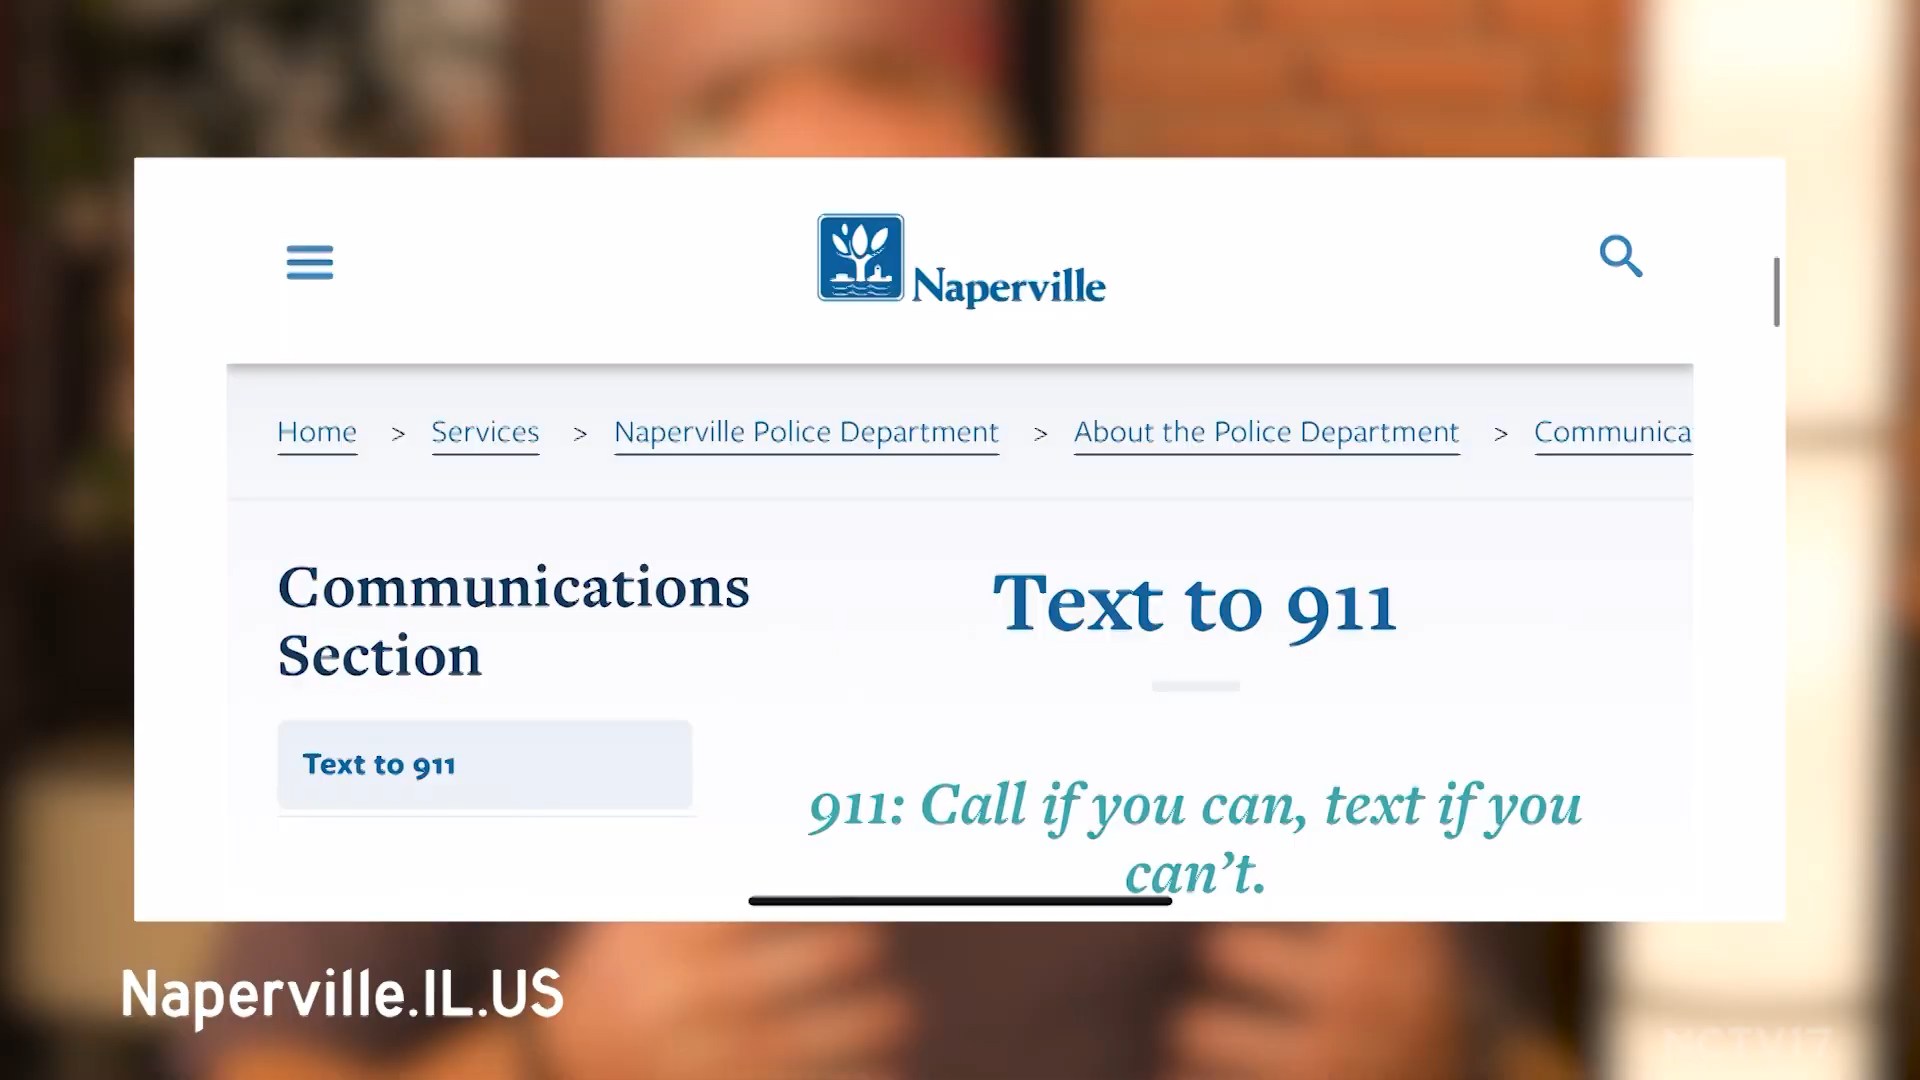 Naperville
Home > Services > Naperville Police Department > About the Police Department > Communica
Communications
Section
Text to 911
Text to 911
911: Call if you can, text if you
can't.
Naperville.IL.US
NCTV17